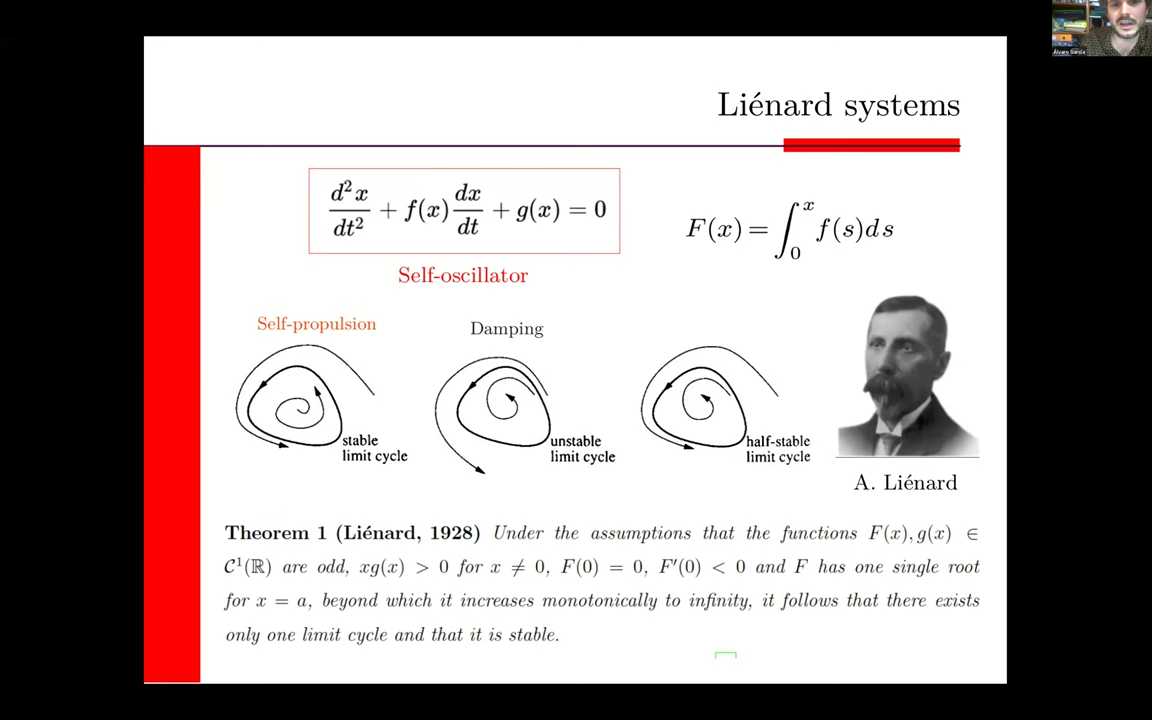 Álvaro García
Liénard systems
d²x/dt² + f(x) dx/dt + g(x) = 0
F(x) = ∫₀ˣ f(s)ds
Self-oscillator
Self-propulsion
Damping
stable
limit cycle
unstable
limit cycle
half-stable
limit cycle
A. Liénard
Theorem 1 (Liénard, 1928) Under the assumptions that the functions F(x), g(x) ∈
C¹(ℝ) are odd, xg(x) > 0 for x ≠ 0, F(0) = 0, F′(0) < 0 and F has one single root
for x = a, beyond which it increases monotonically to infinity, it follows that there exists
only one limit cycle and that it is stable.